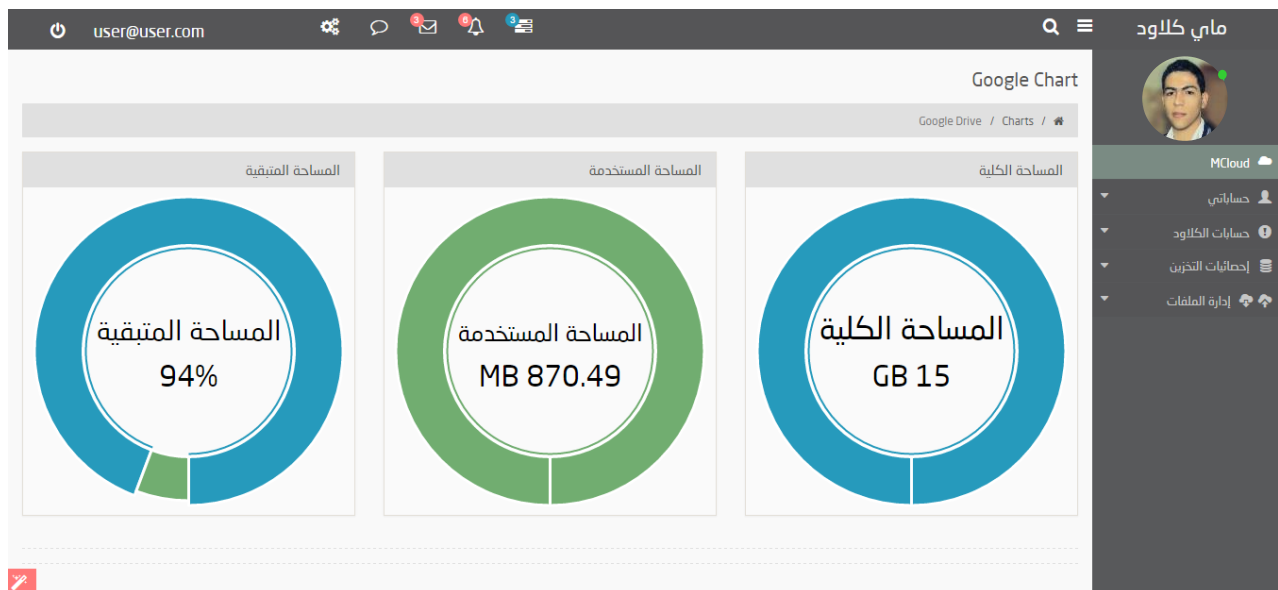 ماي كلاود
user@user.com
3
6
3
Google Chart
Charts / Google Drive /
MCloud
حساباتي
حسابات الكلاود
إحصائيات التخزين
إدارة الملفات
المساحة الكلية
المساحة الكلية
GB 15
المساحة المستخدمة
المساحة المستخدمة
MB 870.49
المساحة المتبقية
المساحة المتبقية
94%